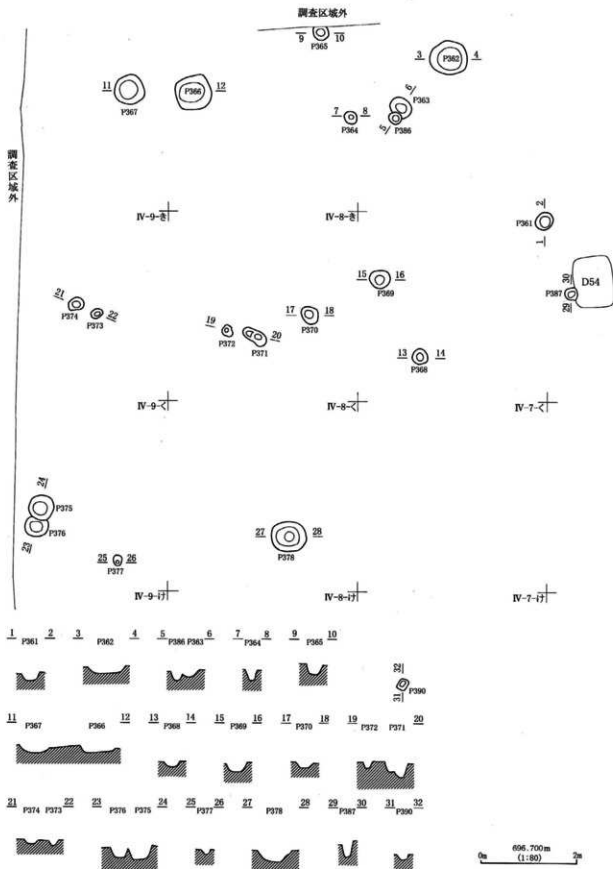 調査区域外
9 10
P365
3 P362 4
11 P366 12
P367
6
P363
7 8
P364
5
P386
調査区域外
IV-9-き IV-8-き
2
P361
1
15 16
P369
30
D54
P387
29
21
P374
22
P373
19
P372
20
P371
17 18
P370
13 14
P368
IV-9-く IV-8-く IV-7-く
24
P375
P376
23
25 26
P377
27 28
P378
IV-9-け IV-8-け IV-7-け
1 P361 2 3 P362 4 5 P386 P363 6 7 P364 8 9 P365 10
32
P390
31
11 P367 P366 12 13 P368 14 15 P369 16 17 P370 18 19 P372 P371 20
21 P374 P373 22 23 P376 P375 24 25 P377 26 27 P378 28 29 P387 30 31 P390 32
696.700m
0m (1:80) 2m